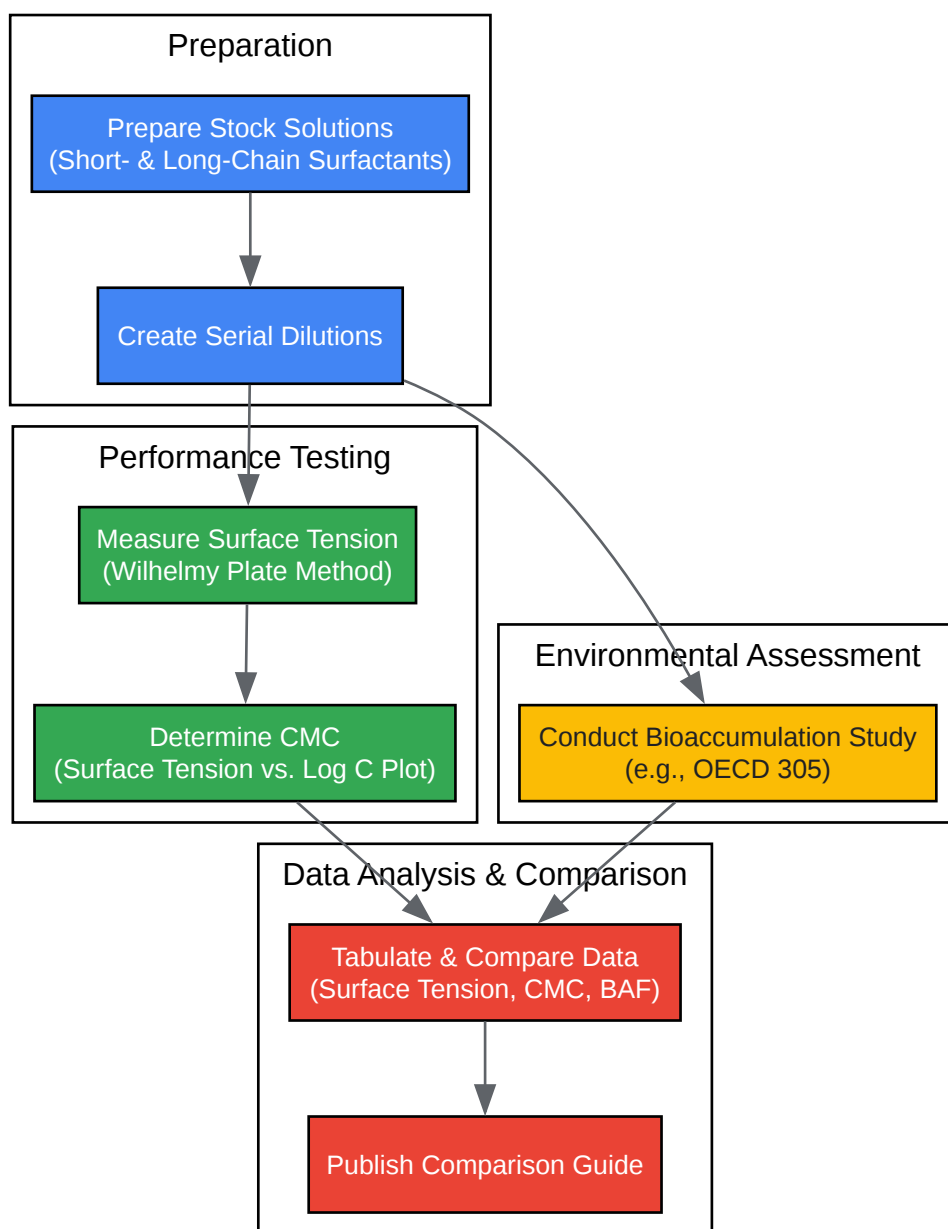 Preparation
Prepare Stock Solutions
(Short- & Long-Chain Surfactants)
Create Serial Dilutions
Performance Testing
Measure Surface Tension
(Wilhelmy Plate Method)
Determine CMC
(Surface Tension vs. Log C Plot)
Environmental Assessment
Conduct Bioaccumulation Study
(e.g., OECD 305)
Data Analysis & Comparison
Tabulate & Compare Data
(Surface Tension, CMC, BAF)
Publish Comparison Guide